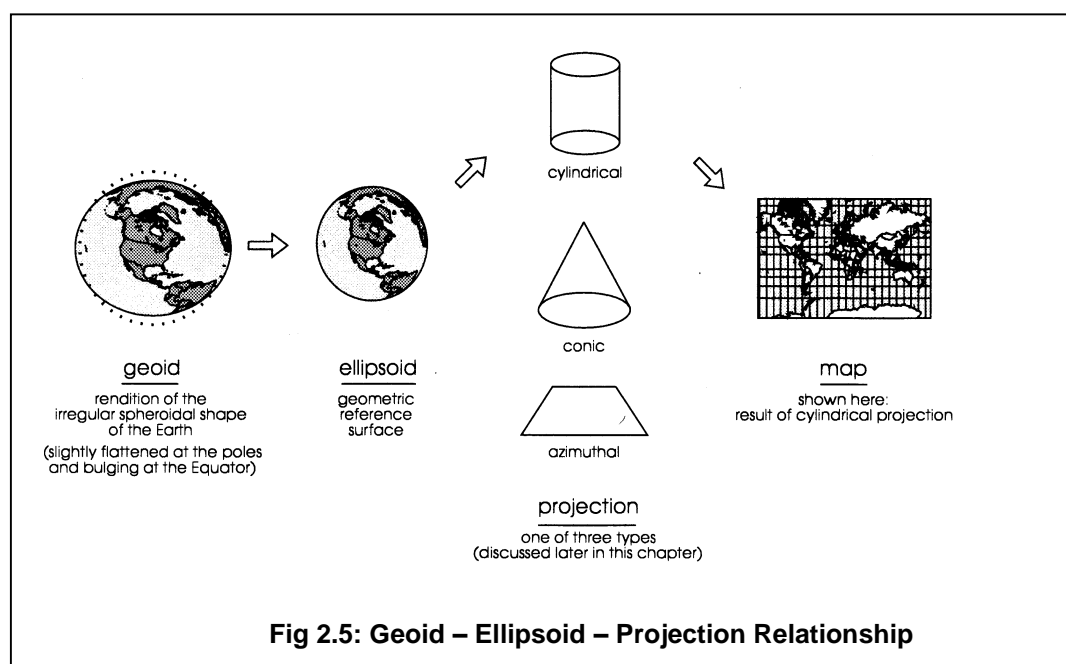 cylindrical
conic
azimuthal
geoid
rendition of the
irregular spheroidal shape
of the Earth
(slightly flattened at the poles
and bulging at the Equator)
ellipsoid
geometric
reference
surface
projection
one of three types
(discussed later in this chapter)
map
shown here:
result of cylindrical projection
Fig 2.5: Geoid – Ellipsoid – Projection Relationship